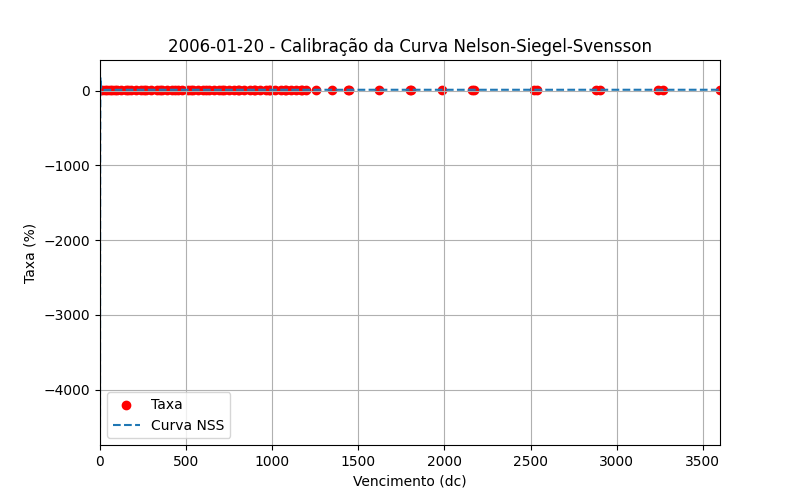 2006-01-20 - Calibração da Curva Nelson-Siegel-Svensson
Taxa (%)
0
−1000
−2000
−3000
−4000
Taxa
Curva NSS
0 500 1000 1500 2000 2500 3000 3500
Vencimento (dc)